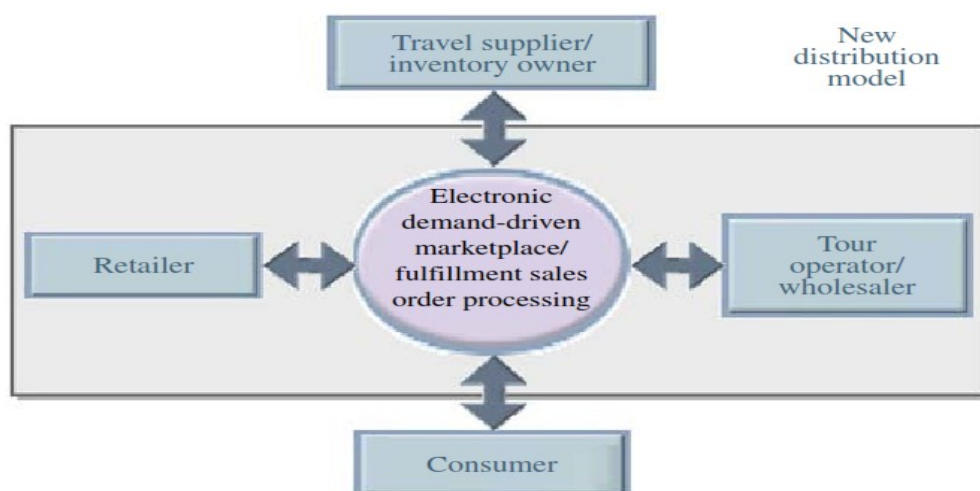 Travel supplier/
inventory owner
New
distribution
model
Electronic
demand-driven
marketplace/
fulfillment sales
order processing
Retailer
Tour
operator/
wholesaler
Consumer